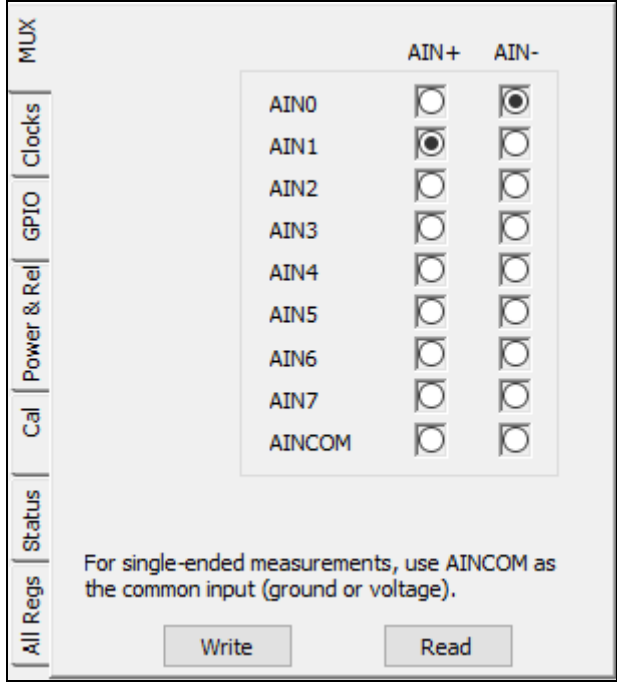 MUX
Clocks
GPIO
Power & Rel
Cal
Status
All Regs
AIN+ AIN-
AIN0
AIN1
AIN2
AIN3
AIN4
AIN5
AIN6
AIN7
AINCOM
For single-ended measurements, use AINCOM as
the common input (ground or voltage).
Write Read